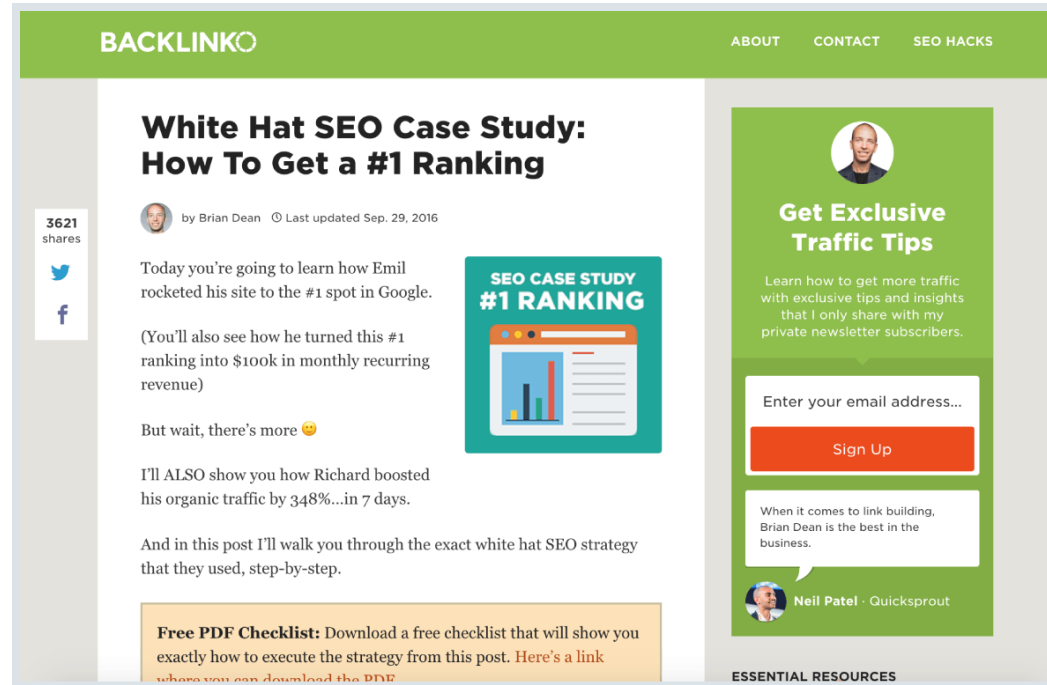 BACKLINKO
ABOUT CONTACT SEO HACKS
White Hat SEO Case Study:
How To Get a #1 Ranking
by Brian Dean Last updated Sep. 29, 2016
3621
shares
Today you’re going to learn how Emil
rocketed his site to the #1 spot in Google.
(You’ll also see how he turned this #1
ranking into $100k in monthly recurring
revenue)
But wait, there’s more 🙂
I’ll ALSO show you how Richard boosted
his organic traffic by 348%…in 7 days.
SEO CASE STUDY
#1 RANKING
And in this post I’ll walk you through the exact white hat SEO strategy
that they used, step-by-step.
Free PDF Checklist: Download a free checklist that will show you
exactly how to execute the strategy from this post. Here’s a link
where you can download the PDF.
Get Exclusive
Traffic Tips
Learn how to get more traffic
with exclusive tips and insights
that I only share with my
private newsletter subscribers.
Enter your email address...
Sign Up
When it comes to link building,
Brian Dean is the best in the
business.
Neil Patel · Quicksprout
ESSENTIAL RESOURCES